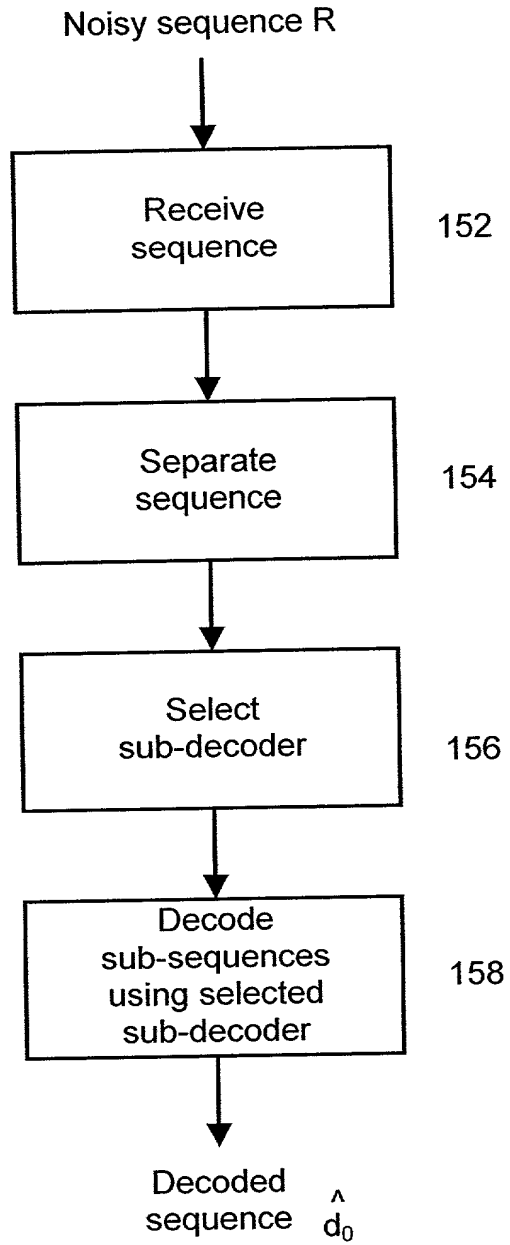 Noisy sequence R
Receive
sequence
152
Separate
sequence
154
Select
sub-decoder
156
Decode
sub-sequences
using selected
sub-decoder
158
Decoded
sequence d̂₀